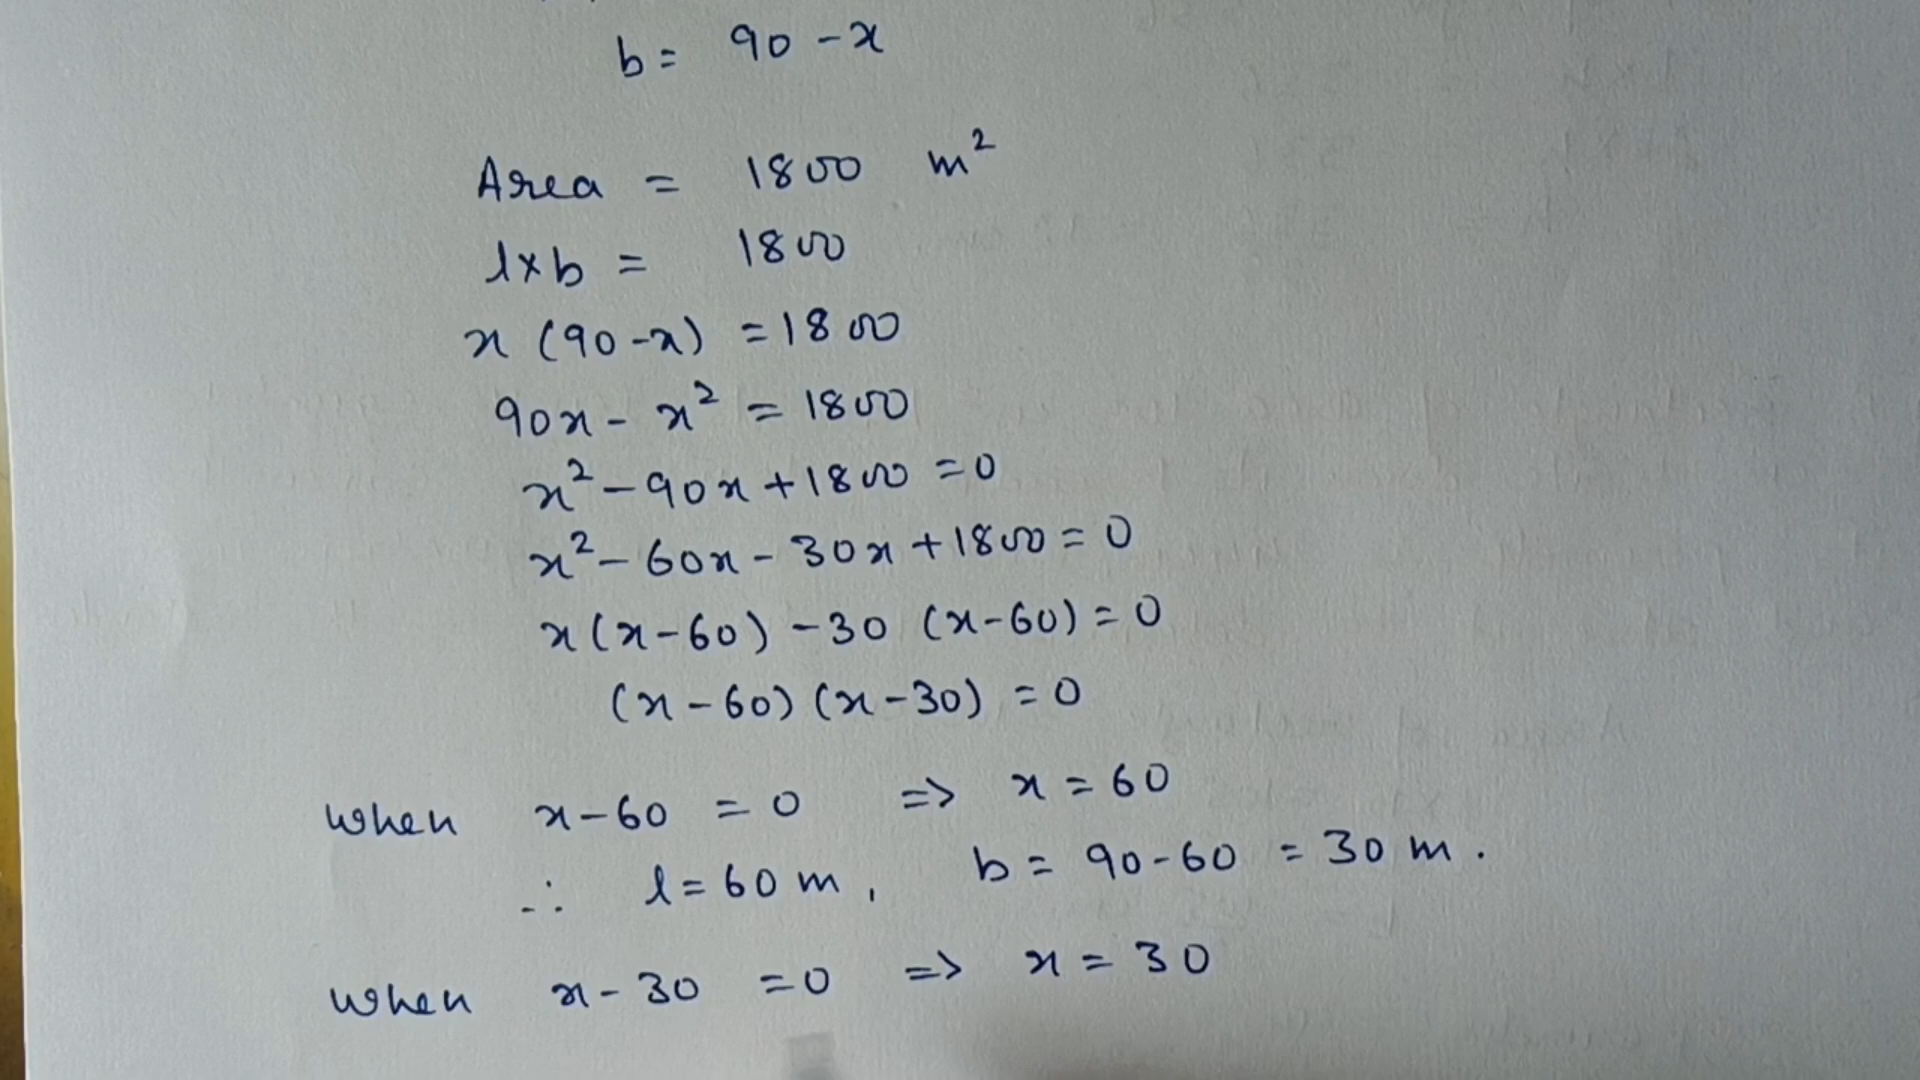 b = 90 - x
Area = 1800 m²
l×b = 1800
x (90-x) = 1800
90x - x² = 1800
x² - 90x + 1800 = 0
x² - 60x - 30x + 1800 = 0
x(x-60) - 30 (x-60) = 0
(x-60) (x-30) = 0
when x-60 = 0 => x = 60
∴ l = 60 m, b = 90-60 = 30 m.
when x-30 = 0 => x = 30